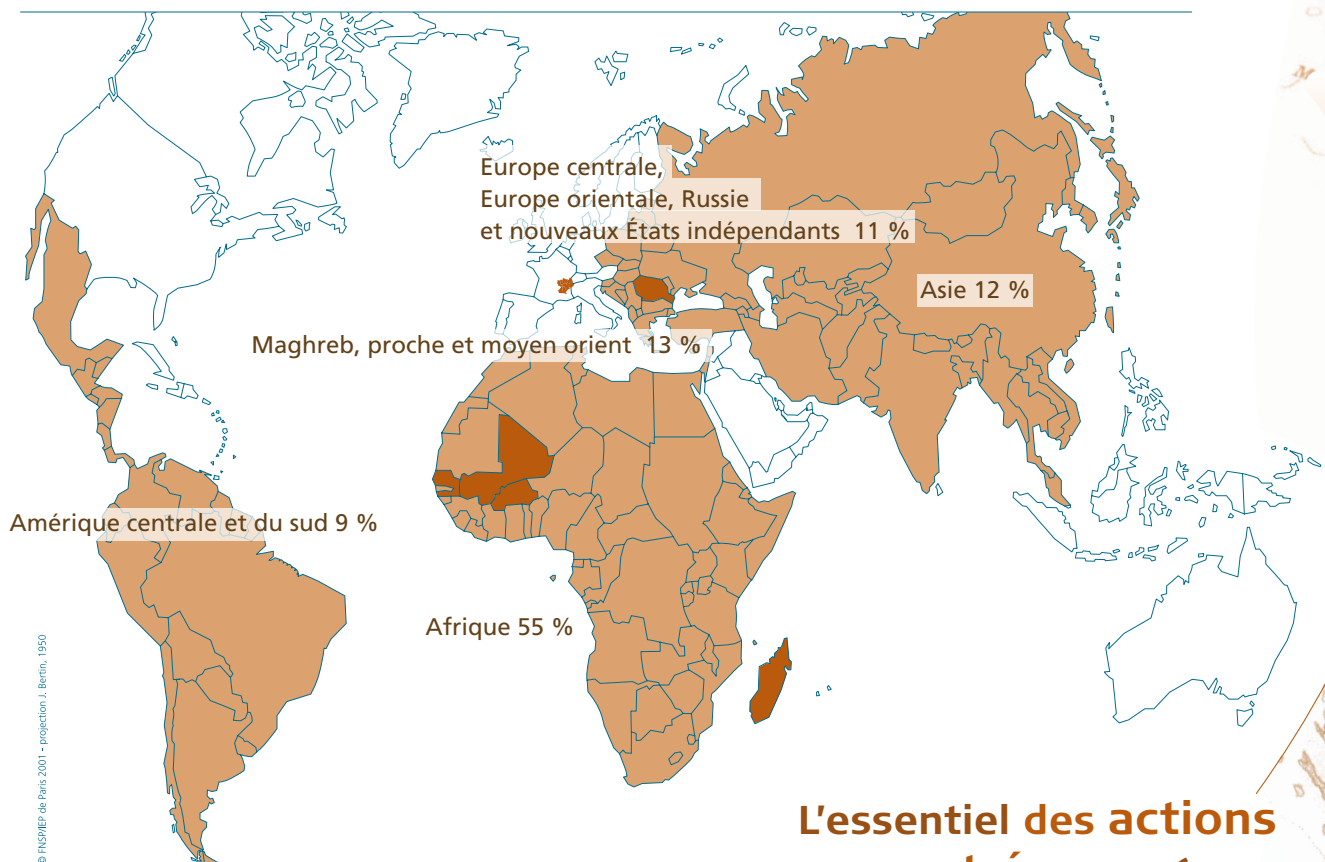 Europe centrale,
Europe orientale, Russie
et nouveaux États indépendants 11 %
Asie 12 %
Maghreb, proche et moyen orient 13 %
Amérique centrale et du sud 9 %
Afrique 55 %
© FNSP/IEP de Paris 2001 - projection J. Bertin, 1950
L'essentiel des actions